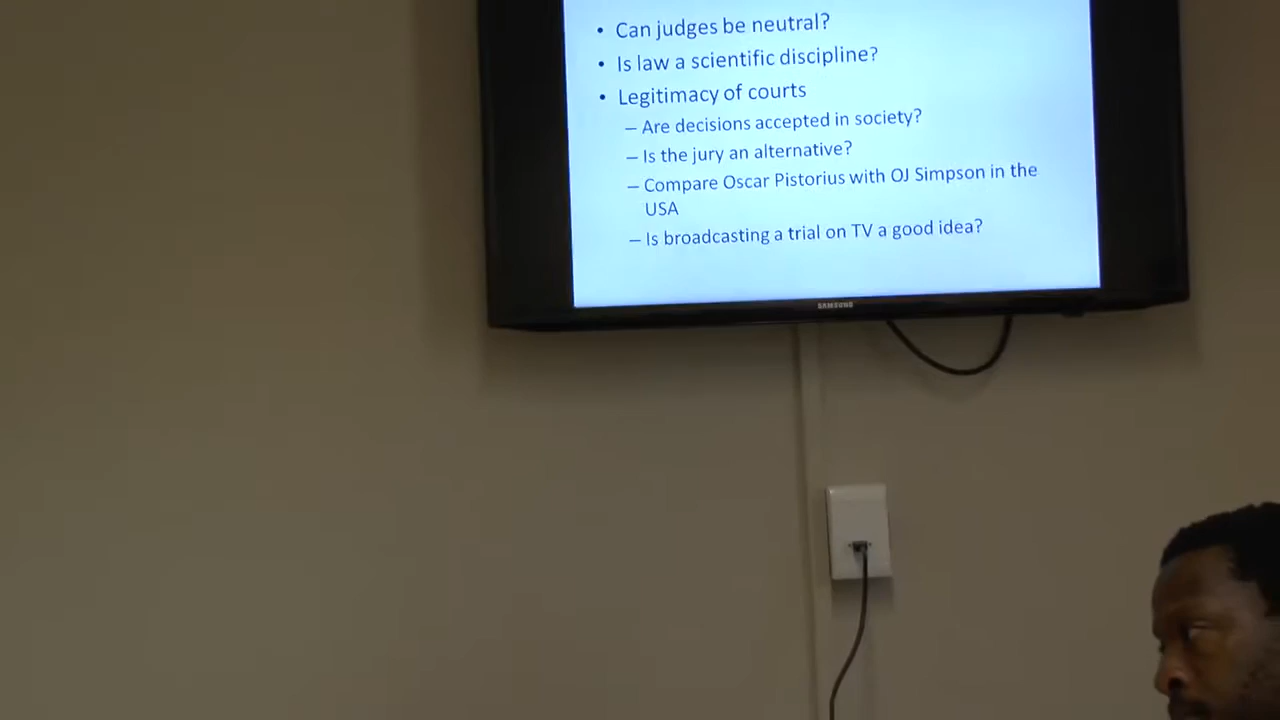 • Can judges be neutral?
• Is law a scientific discipline?
• Legitimacy of courts
– Are decisions accepted in society?
– Is the jury an alternative?
– Compare Oscar Pistorius with OJ Simpson in the
USA
– Is broadcasting a trial on TV a good idea?
SAMSUNG